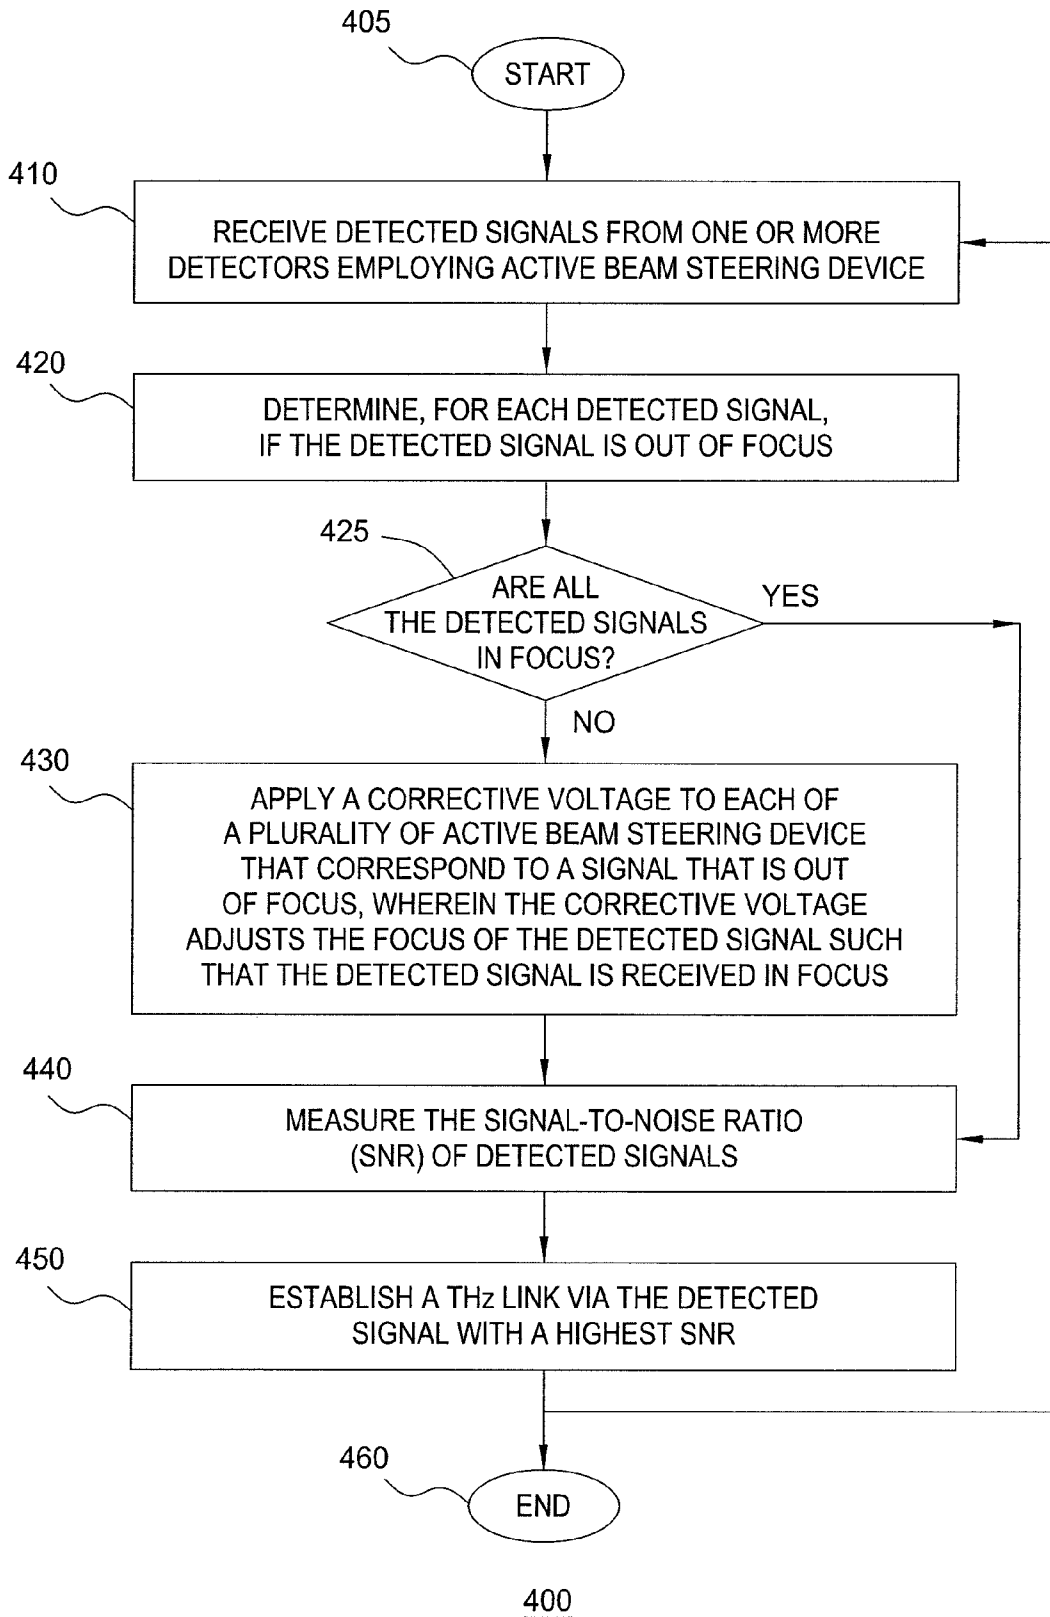 405
START
410
RECEIVE DETECTED SIGNALS FROM ONE OR MORE
DETECTORS EMPLOYING ACTIVE BEAM STEERING DEVICE
420
DETERMINE, FOR EACH DETECTED SIGNAL,
IF THE DETECTED SIGNAL IS OUT OF FOCUS
425
ARE ALL
THE DETECTED SIGNALS
IN FOCUS?
YES
NO
430
APPLY A CORRECTIVE VOLTAGE TO EACH OF
A PLURALITY OF ACTIVE BEAM STEERING DEVICE
THAT CORRESPOND TO A SIGNAL THAT IS OUT
OF FOCUS, WHEREIN THE CORRECTIVE VOLTAGE
ADJUSTS THE FOCUS OF THE DETECTED SIGNAL SUCH
THAT THE DETECTED SIGNAL IS RECEIVED IN FOCUS
440
MEASURE THE SIGNAL-TO-NOISE RATIO
(SNR) OF DETECTED SIGNALS
450
ESTABLISH A THz LINK VIA THE DETECTED
SIGNAL WITH A HIGHEST SNR
460
END
400